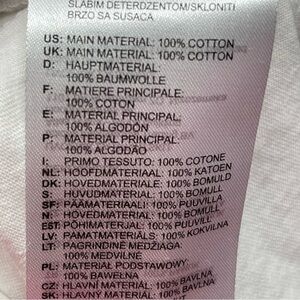 SLABIM DETERDZENTOM/SKLONITI
BRZO SA SUSACA
US: MAIN MATERIAL: 100% COTTON
UK: MAIN MATERIAL: 100% COTTON
D: HAUPTMATERIAL:
100% BAUMWOLLE
F: MATIERE PRINCIPALE:
100% COTON
E: MATERIAL PRINCIPAL:
100% ALGODÓN
P: MATERIAL PRINCIPAL:
100% ALGODÃO
I: PRIMO TESSUTO: 100% COTONE
NL: HOOFDMATERIAAL: 100% KATOEN
DK: HOVEDMATERIALE: 100% BOMULD
S: HUVUDMATERIAL: 100% BOMULL
SF: PÄÄMATERIAALI: 100% PUUVILLA
N: HOVEDMATERIALE: 100% BOMULL
EST: PÕHIMATERJAL: 100% PUUVILL
LV: PAMATMATERIĀLS: 100% KOKVILNA
LT: PAGRINDINĖ MEDŽIAGA:
100% MEDVILNĖ
PL: MATERIAŁ PODSTAWOWY:
100% BAWEŁNA
CZ: HLAVNÍ MATERIÁL: 100% BAVLNA
SK: HLAVNÝ MATERIÁL: 100% BAVLNA